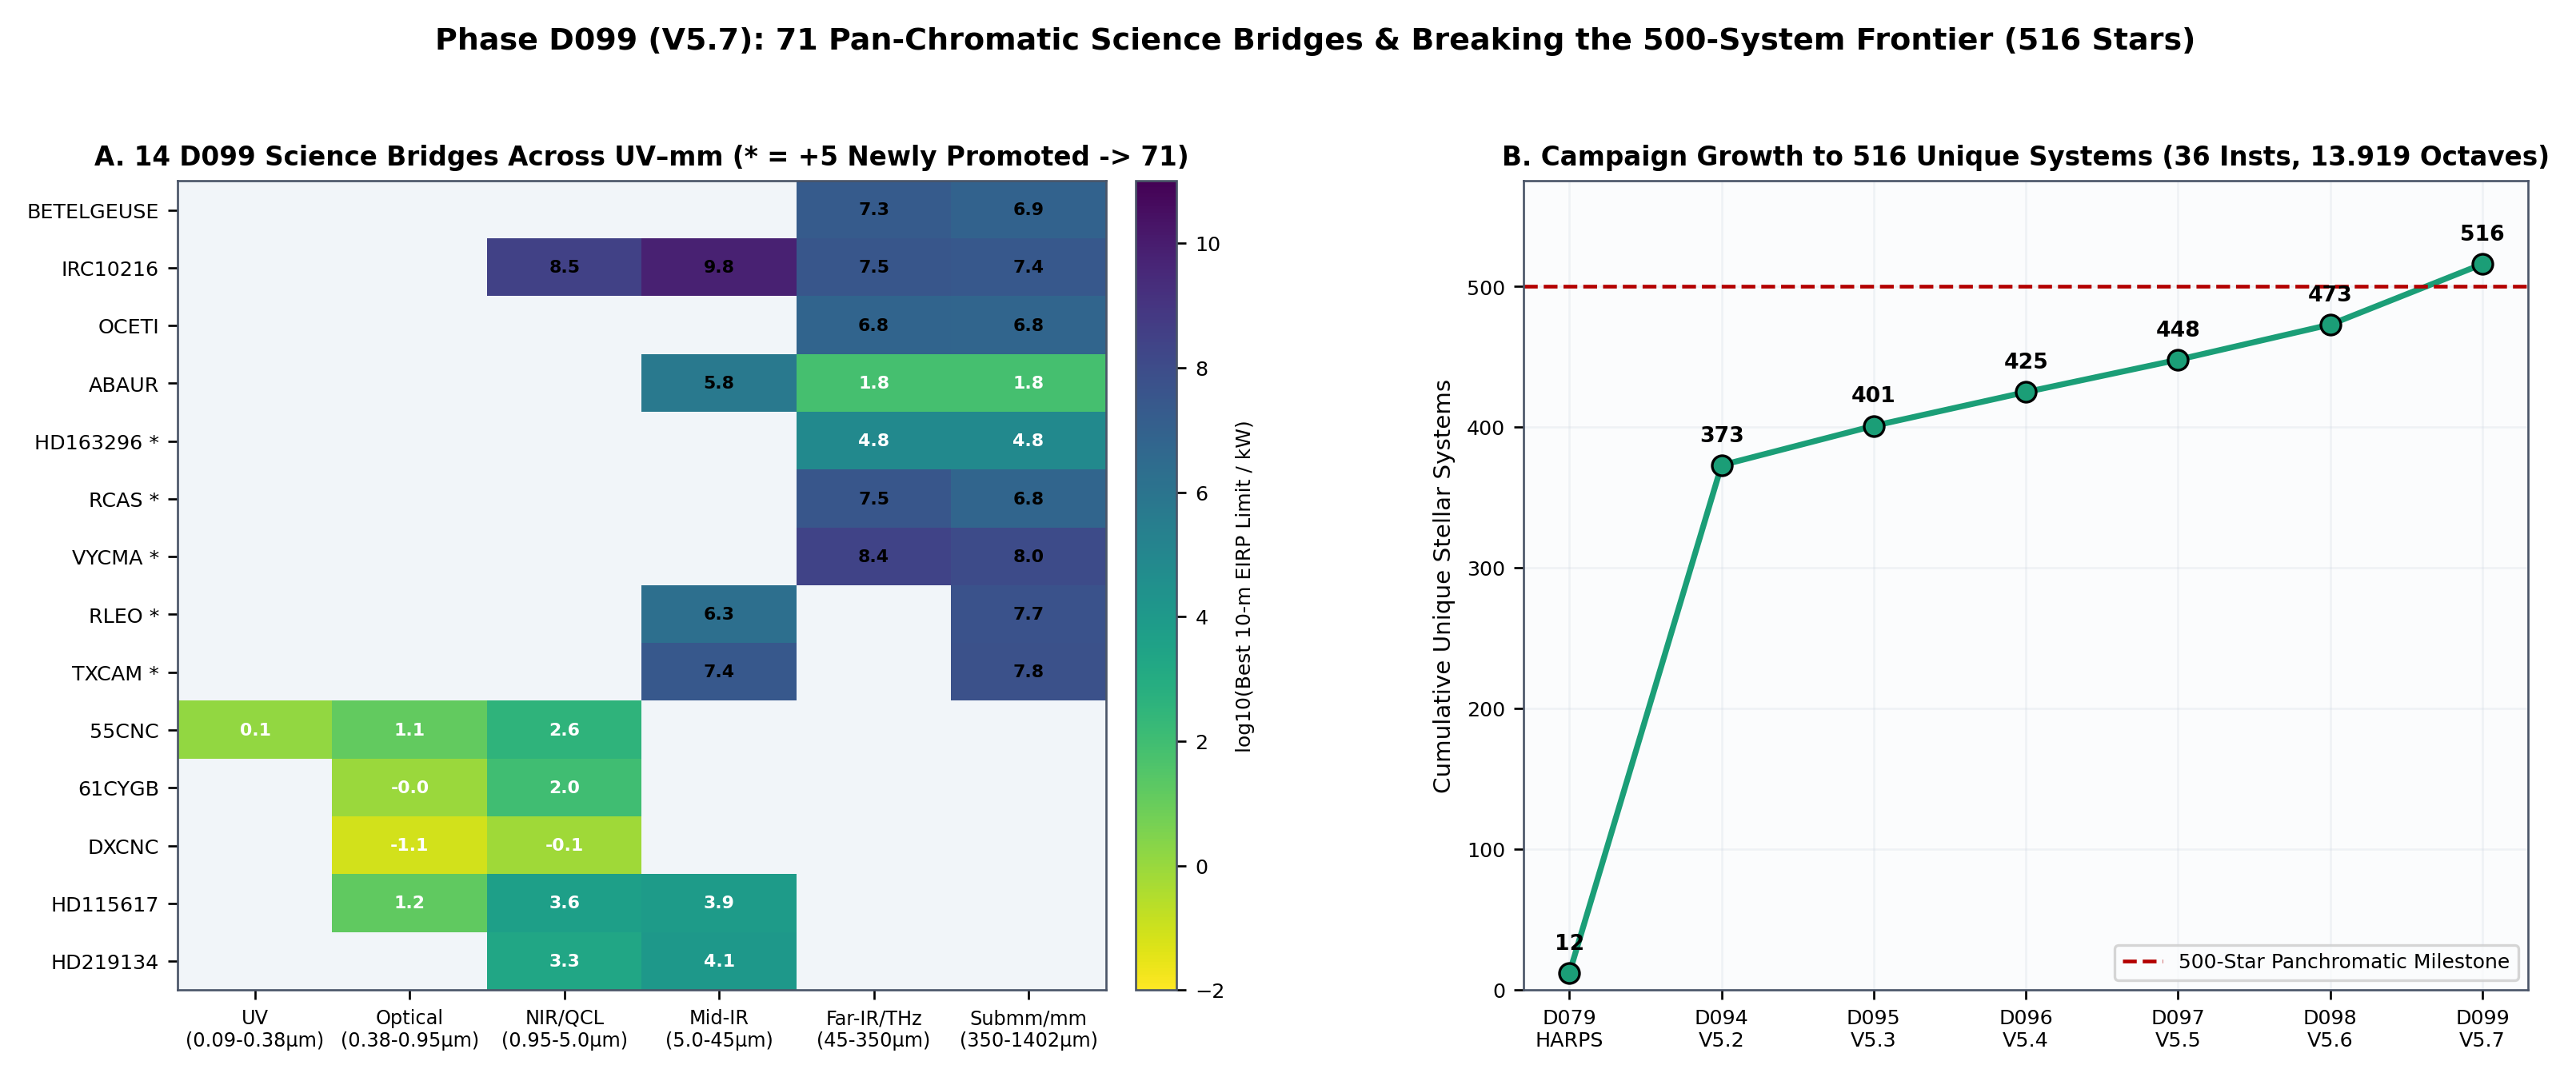 Phase D099 (V5.7): 71 Pan-Chromatic Science Bridges & Breaking the 500-System Frontier (516 Stars)
A. 14 D099 Science Bridges Across UV–mm (* = +5 Newly Promoted -> 71)
BETELGEUSE 7.3 6.9
IRC10216 8.5 9.8 7.5 7.4
OCETI 6.8 6.8
ABAUR 5.8 1.8 1.8
HD163296 * 4.8 4.8
RCAS * 7.5 6.8
VYCMA * 8.4 8.0
RLEO * 6.3 7.7
TXCAM * 7.4 7.8
55CNC 0.1 1.1 2.6
61CYGB -0.0 2.0
DXCNC -1.1 -0.1
HD115617 1.2 3.6 3.9
HD219134 3.3 4.1
UV Optical NIR/QCL Mid-IR Far-IR/THz Submm/mm
(0.09-0.38μm) (0.38-0.95μm) (0.95-5.0μm) (5.0-45μm) (45-350μm) (350-1402μm)
10
8
6
4
2
0
−2
log10(Best 10-m EIRP Limit / kW)
B. Campaign Growth to 516 Unique Systems (36 Insts, 13.919 Octaves)
Cumulative Unique Stellar Systems
500
400
300
200
100
0
12
373
401
425
448
473
516
500-Star Panchromatic Milestone
D079 D094 D095 D096 D097 D098 D099
HARPS V5.2 V5.3 V5.4 V5.5 V5.6 V5.7